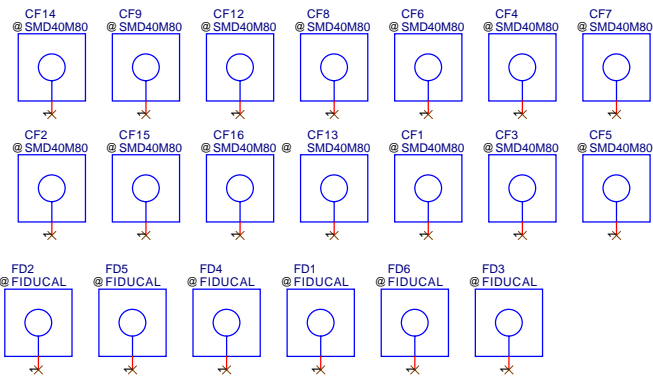 CF14 CF9 CF12 CF8 CF6 CF4 CF7
@ SMD40M80 @ SMD40M80 @ SMD40M80 @ SMD40M80 @ SMD40M80 @ SMD40M80 @ SMD40M80
CF2 CF15 CF16 CF13 CF1 CF3 CF5
@ SMD40M80 @ SMD40M80 @ SMD40M80 @ SMD40M80 @ SMD40M80 @ SMD40M80 @ SMD40M80
FD2 FD5 FD4 FD1 FD6 FD3
@ FIDUCAL @ FIDUCAL @ FIDUCAL @ FIDUCAL @ FIDUCAL @ FIDUCAL